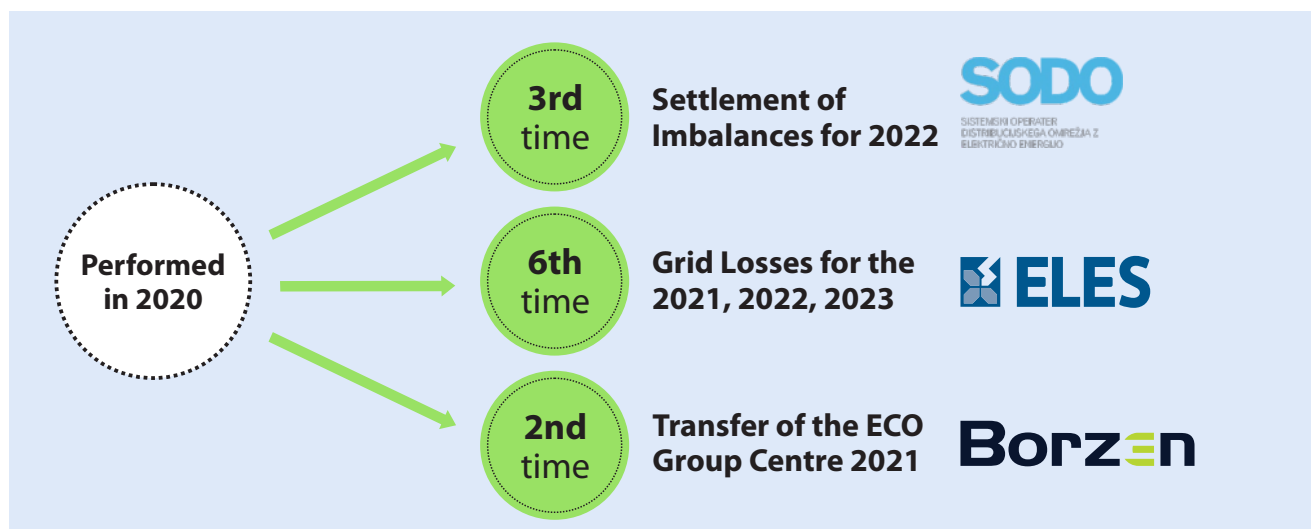 Performed
in 2020
3rd
time
Settlement of
Imbalances for 2022
SODO
SISTEMSKI OPERATER
DISTRIBUCIJSKEGA OMREŽJA Z
ELEKTRIČNO ENERGIJO
6th
time
Grid Losses for the
2021, 2022, 2023
ELES
2nd
time
Transfer of the ECO
Group Centre 2021
Borzen